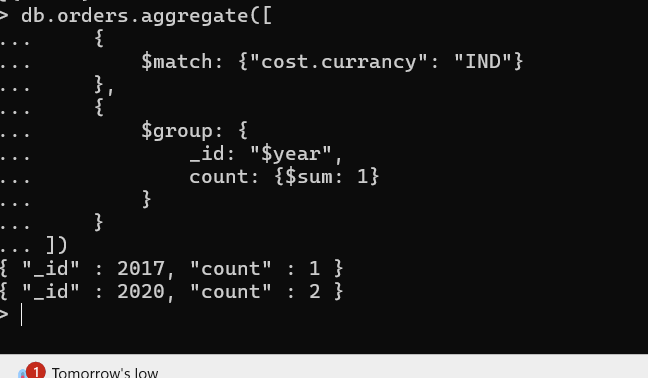 > db.orders.aggregate([
... {
... $match: {"cost.currancy": "IND"}
... },
... {
... $group: {
... _id: "$year",
... count: {$sum: 1}
... }
... }
... ])
{ "_id" : 2017, "count" : 1 }
{ "_id" : 2020, "count" : 2 }
>
1 Tomorrow's low